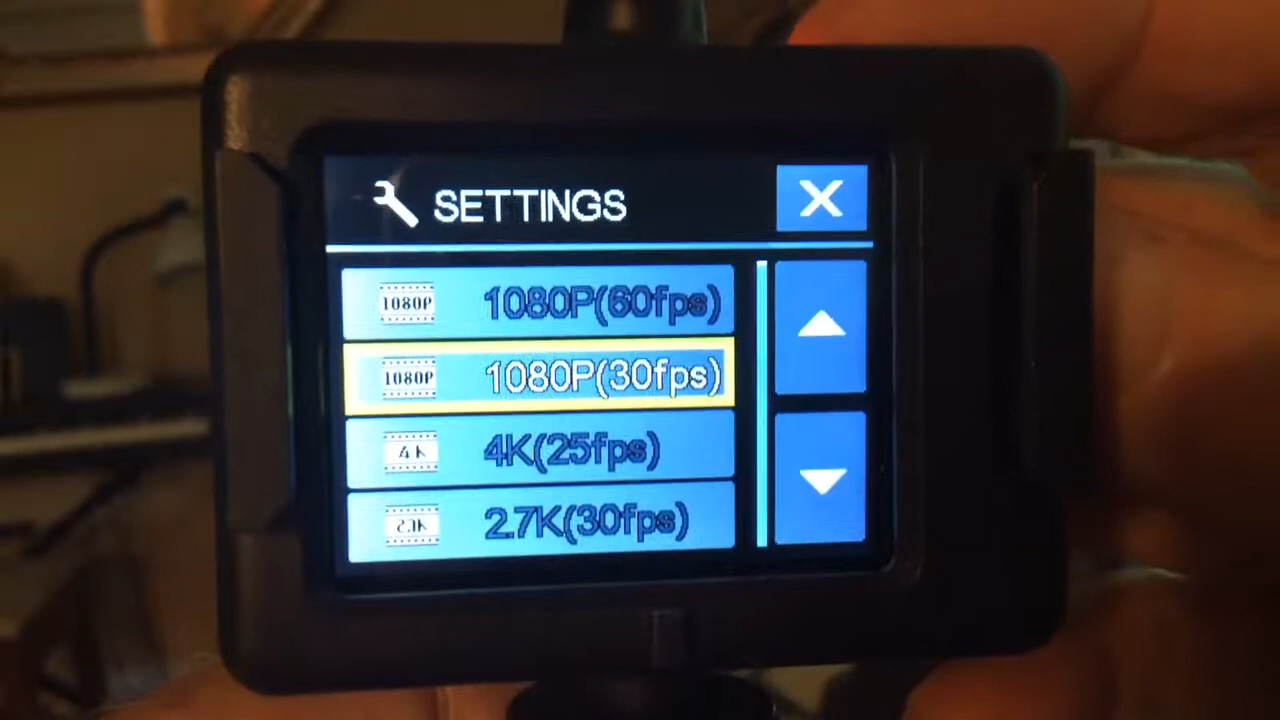 SETTINGS X
1080P 1080P(60fps)
1080P 1080P(30fps)
4K 4K(25fps)
2.7K 2.7K(30fps)